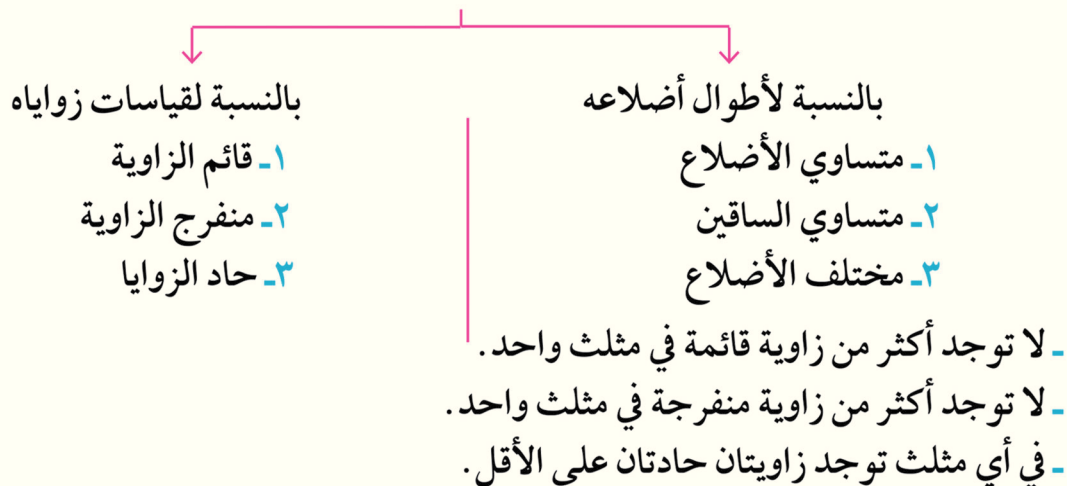 بالنسبة لأطوال أضلاعه
١ـ متساوي الأضلاع
٢ـ متساوي الساقين
٣ـ مختلف الأضلاع
بالنسبة لقياسات زواياه
١ـ قائم الزاوية
٢ـ منفرج الزاوية
٣ـ حاد الزوايا
ـ لا توجد أكثر من زاوية قائمة في مثلث واحد.
ـ لا توجد أكثر من زاوية منفرجة في مثلث واحد.
ـ في أي مثلث توجد زاويتان حادتان على الأقل.